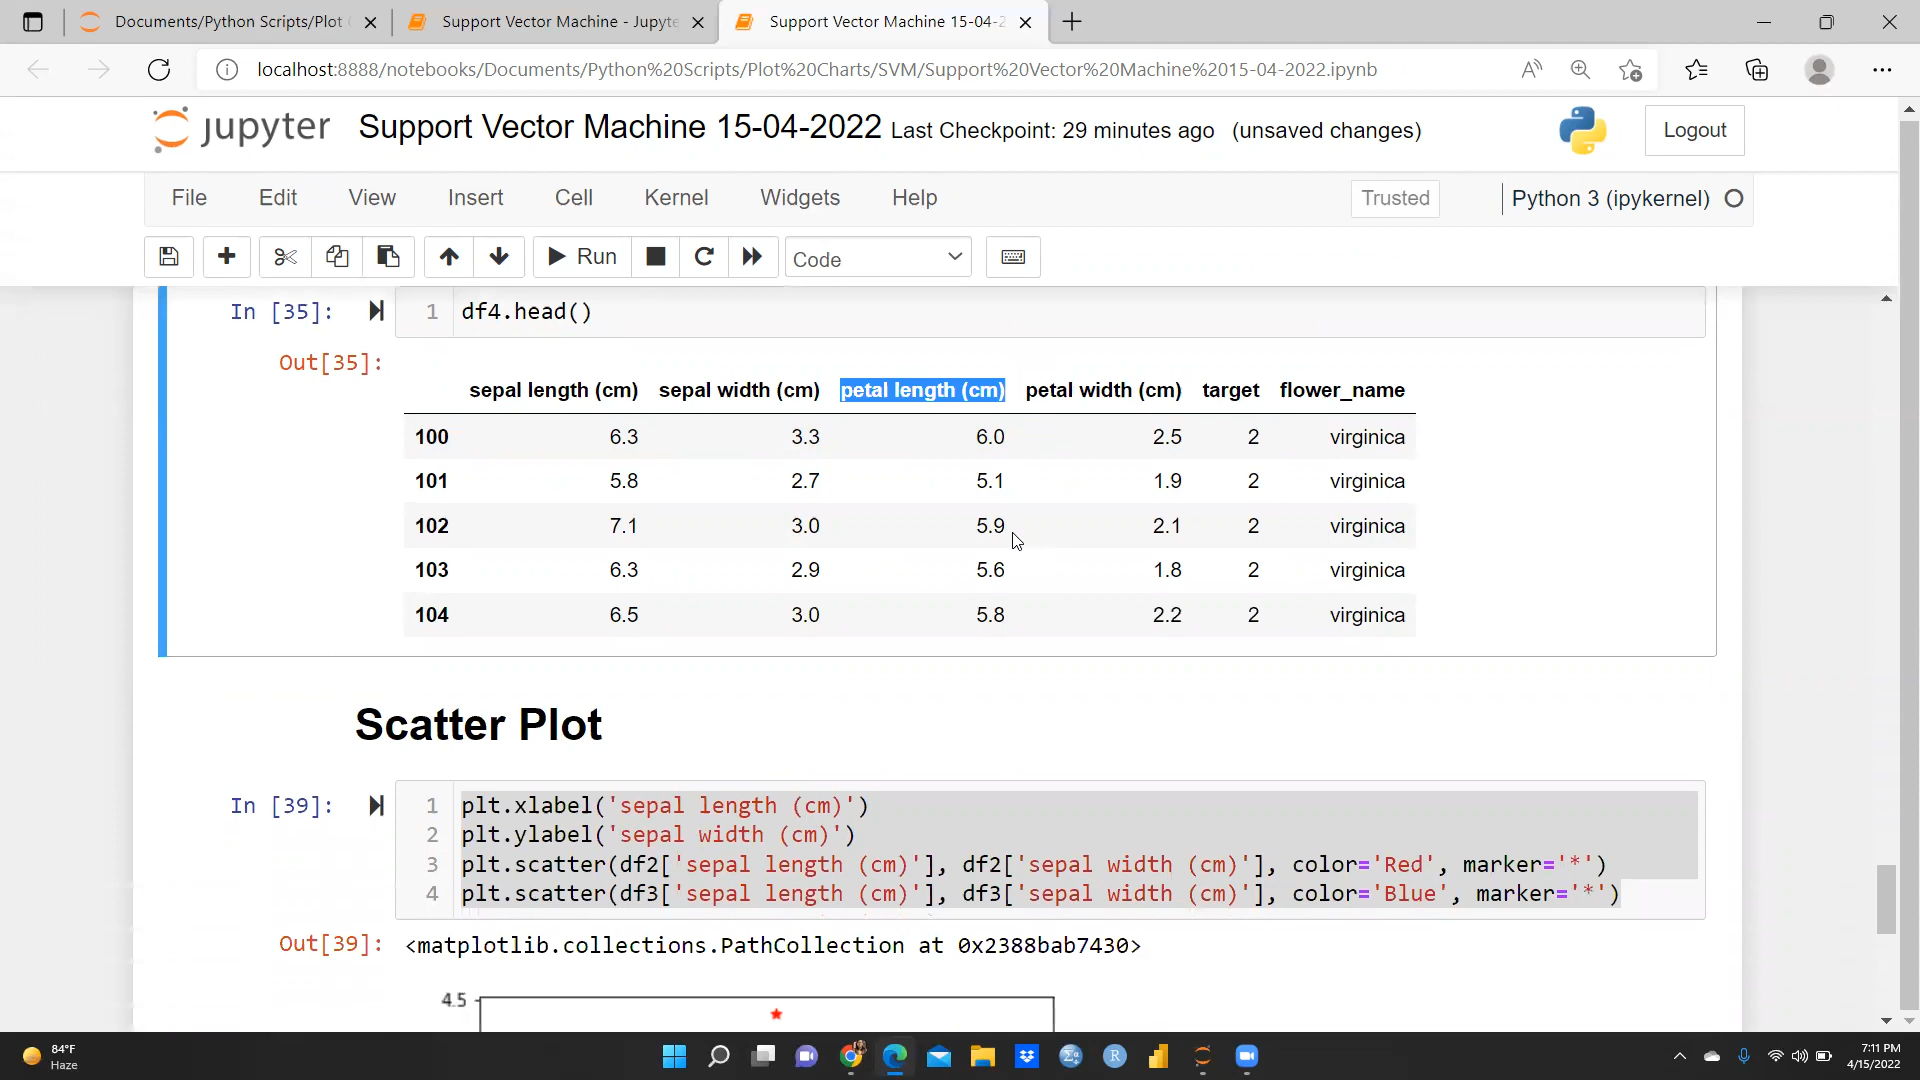 Documents/Python Scripts/Plot
Support Vector Machine - Jupyte
Support Vector Machine 15-04-2
localhost:8888/notebooks/Documents/Python%20Scripts/Plot%20Charts/SVM/Support%20Vector%20Machine%2015-04-2022.ipynb
jupyter Support Vector Machine 15-04-2022 Last Checkpoint: 29 minutes ago (unsaved changes) Logout
File Edit View Insert Cell Kernel Widgets Help Trusted Python 3 (ipykernel)
Run Code
In [35]: 1 df4.head()
Out[35]:
sepal length (cm) sepal width (cm) petal length (cm) petal width (cm) target flower_name
100 6.3 3.3 6.0 2.5 2 virginica
101 5.8 2.7 5.1 1.9 2 virginica
102 7.1 3.0 5.9 2.1 2 virginica
103 6.3 2.9 5.6 1.8 2 virginica
104 6.5 3.0 5.8 2.2 2 virginica
Scatter Plot
In [39]: 1 plt.xlabel('sepal length (cm)')
2 plt.ylabel('sepal width (cm)')
3 plt.scatter(df2['sepal length (cm)'], df2['sepal width (cm)'], color='Red', marker='*')
4 plt.scatter(df3['sepal length (cm)'], df3['sepal width (cm)'], color='Blue', marker='*')
Out[39]: <matplotlib.collections.PathCollection at 0x2388bab7430>
4.5
84°F
Haze
7:11 PM
4/15/2022